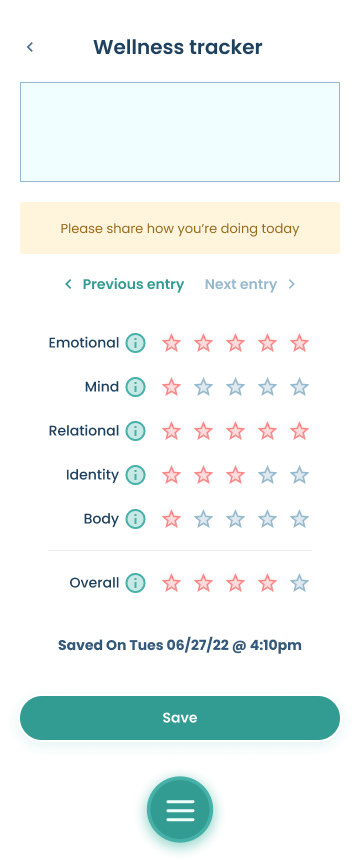 Wellness tracker
Please share how you're doing today
Previous entry Next entry
Emotional
Mind
Relational
Identity
Body
Overall
Saved On Tues 06/27/22 @ 4:10pm
Save